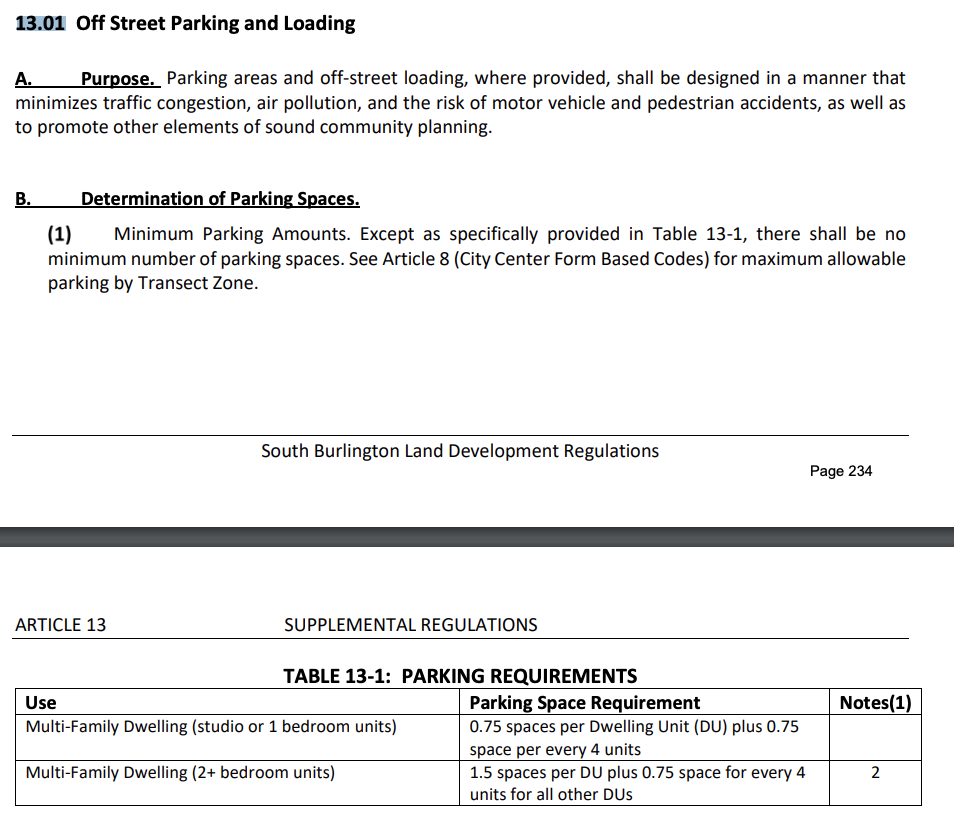 13.01 Off Street Parking and Loading
A. Purpose. Parking areas and off-street loading, where provided, shall be designed in a manner that
minimizes traffic congestion, air pollution, and the risk of motor vehicle and pedestrian accidents, as well as
to promote other elements of sound community planning.
B. Determination of Parking Spaces.
(1) Minimum Parking Amounts. Except as specifically provided in Table 13-1, there shall be no
minimum number of parking spaces. See Article 8 (City Center Form Based Codes) for maximum allowable
parking by Transect Zone.
South Burlington Land Development Regulations
Page 234
ARTICLE 13 SUPPLEMENTAL REGULATIONS
TABLE 13-1: PARKING REQUIREMENTS
Use Parking Space Requirement Notes(1)
Multi-Family Dwelling (studio or 1 bedroom units) 0.75 spaces per Dwelling Unit (DU) plus 0.75
space per every 4 units
Multi-Family Dwelling (2+ bedroom units) 1.5 spaces per DU plus 0.75 space for every 4 2
units for all other DUs